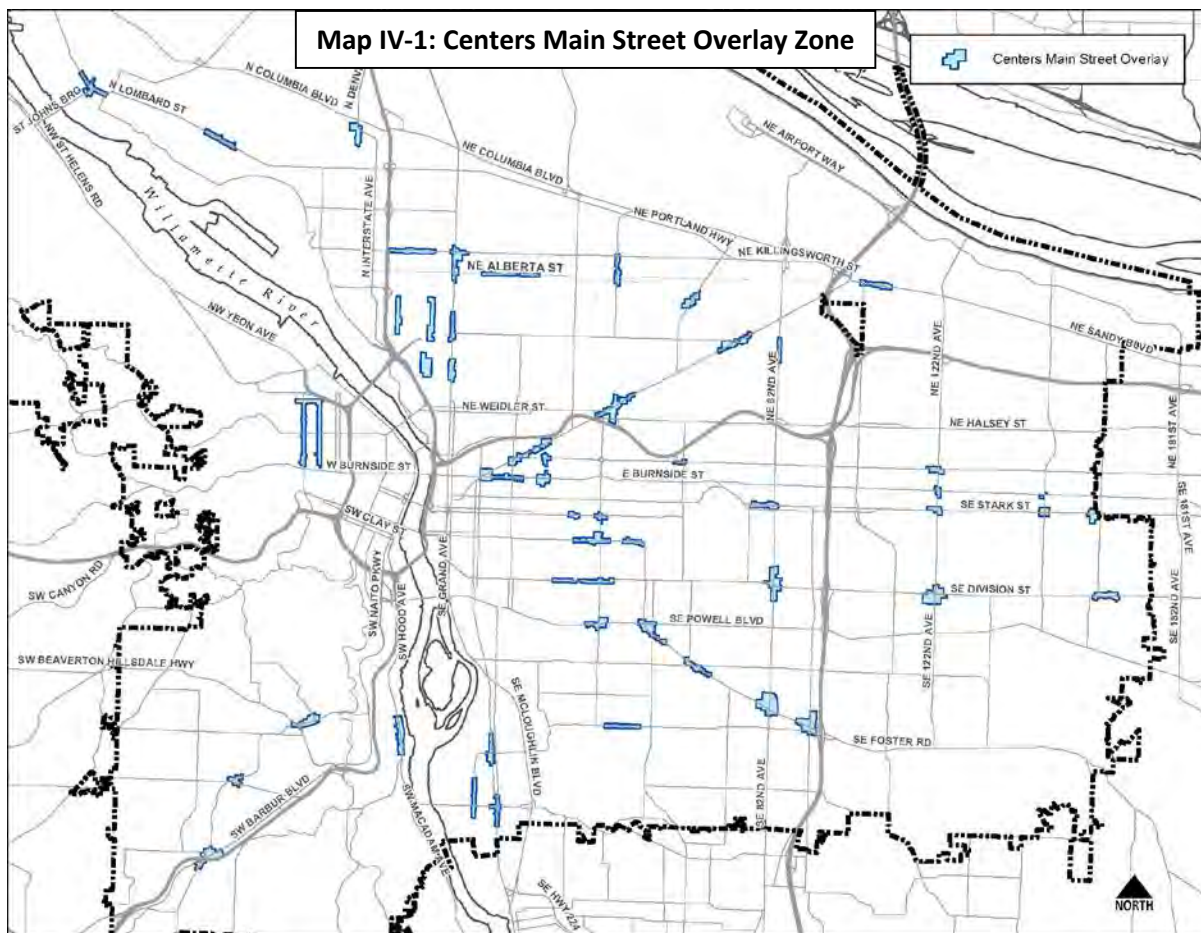 Map IV-1: Centers Main Street Overlay Zone
Centers Main Street Overlay
ST JOHNS BRG
N LOMBARD ST
N COLUMBIA BLVD
N DENV
NW ST HELENS RD
NE COLUMBIA BLVD
NE AIRPORT WAY
N INTERSTATE AVE
Willamette River
NE PORTLAND HWY
NE KILLINGSWORTH ST
NE ALBERTA ST
NW YEON AVE
NE SANDY BLVD
NE 82ND AVE
NE 122ND AVE
NE 181ST AVE
NE WEIDLER ST
NE HALSEY ST
W BURNSIDE ST
E BURNSIDE ST
SW CLAY ST
SE STARK ST
SE 181ST AVE
SW CANYON RD
SW NAITO PKWY
SW HOOD AVE
SE GRAND AVE
SE DIVISION ST
SE POWELL BLVD
SE 122ND AVE
SE 182ND AVE
SW BEAVERTON HILLSDALE HWY
SE MCLOUGHLIN BLVD
SE FOSTER RD
SW BARBUR BLVD
SW MACADAM AVE
SE 82ND AVE
SE HWY 224
NORTH